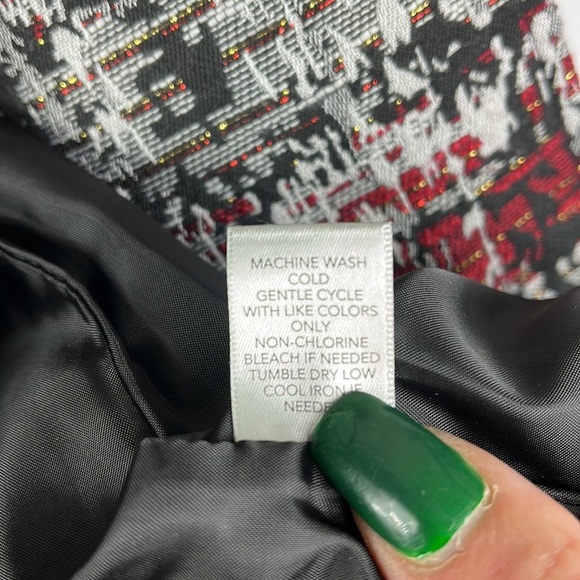 MACHINE WASH
COLD
GENTLE CYCLE
WITH LIKE COLORS
ONLY
NON-CHLORINE
BLEACH IF NEEDED
TUMBLE DRY LOW
COOL IRON IF